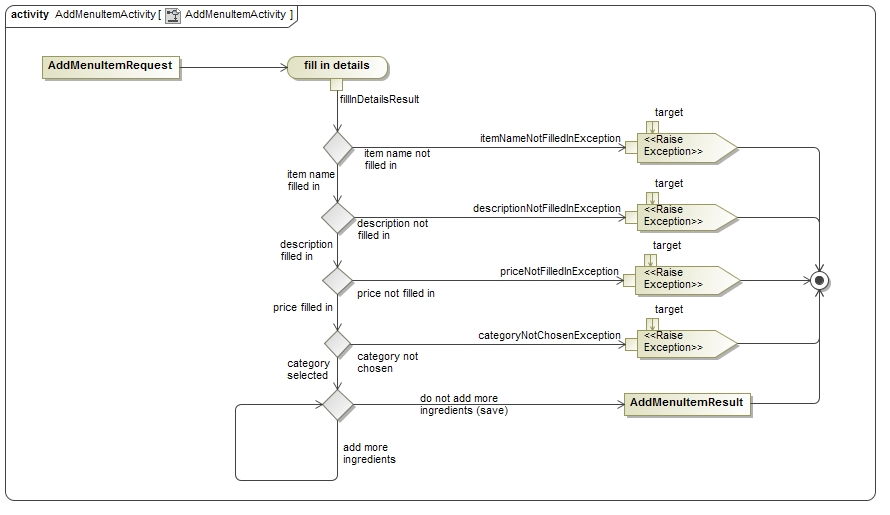 activity AddMenuItemActivity [ AddMenuItemActivity ]
AddMenuItemRequest
fill in details
fillInDetailsResult
target
itemNameNotFilledInException
<<Raise
Exception>>
item name not
filled in
item name
filled in
target
descriptionNotFilledInException
<<Raise
Exception>>
description not
filled in
description
filled in
target
priceNotFilledInException
<<Raise
Exception>>
price not filled in
price filled in
target
categoryNotChosenException
<<Raise
Exception>>
category not
chosen
category
selected
do not add more
ingredients (save)
AddMenuItemResult
add more
ingredients